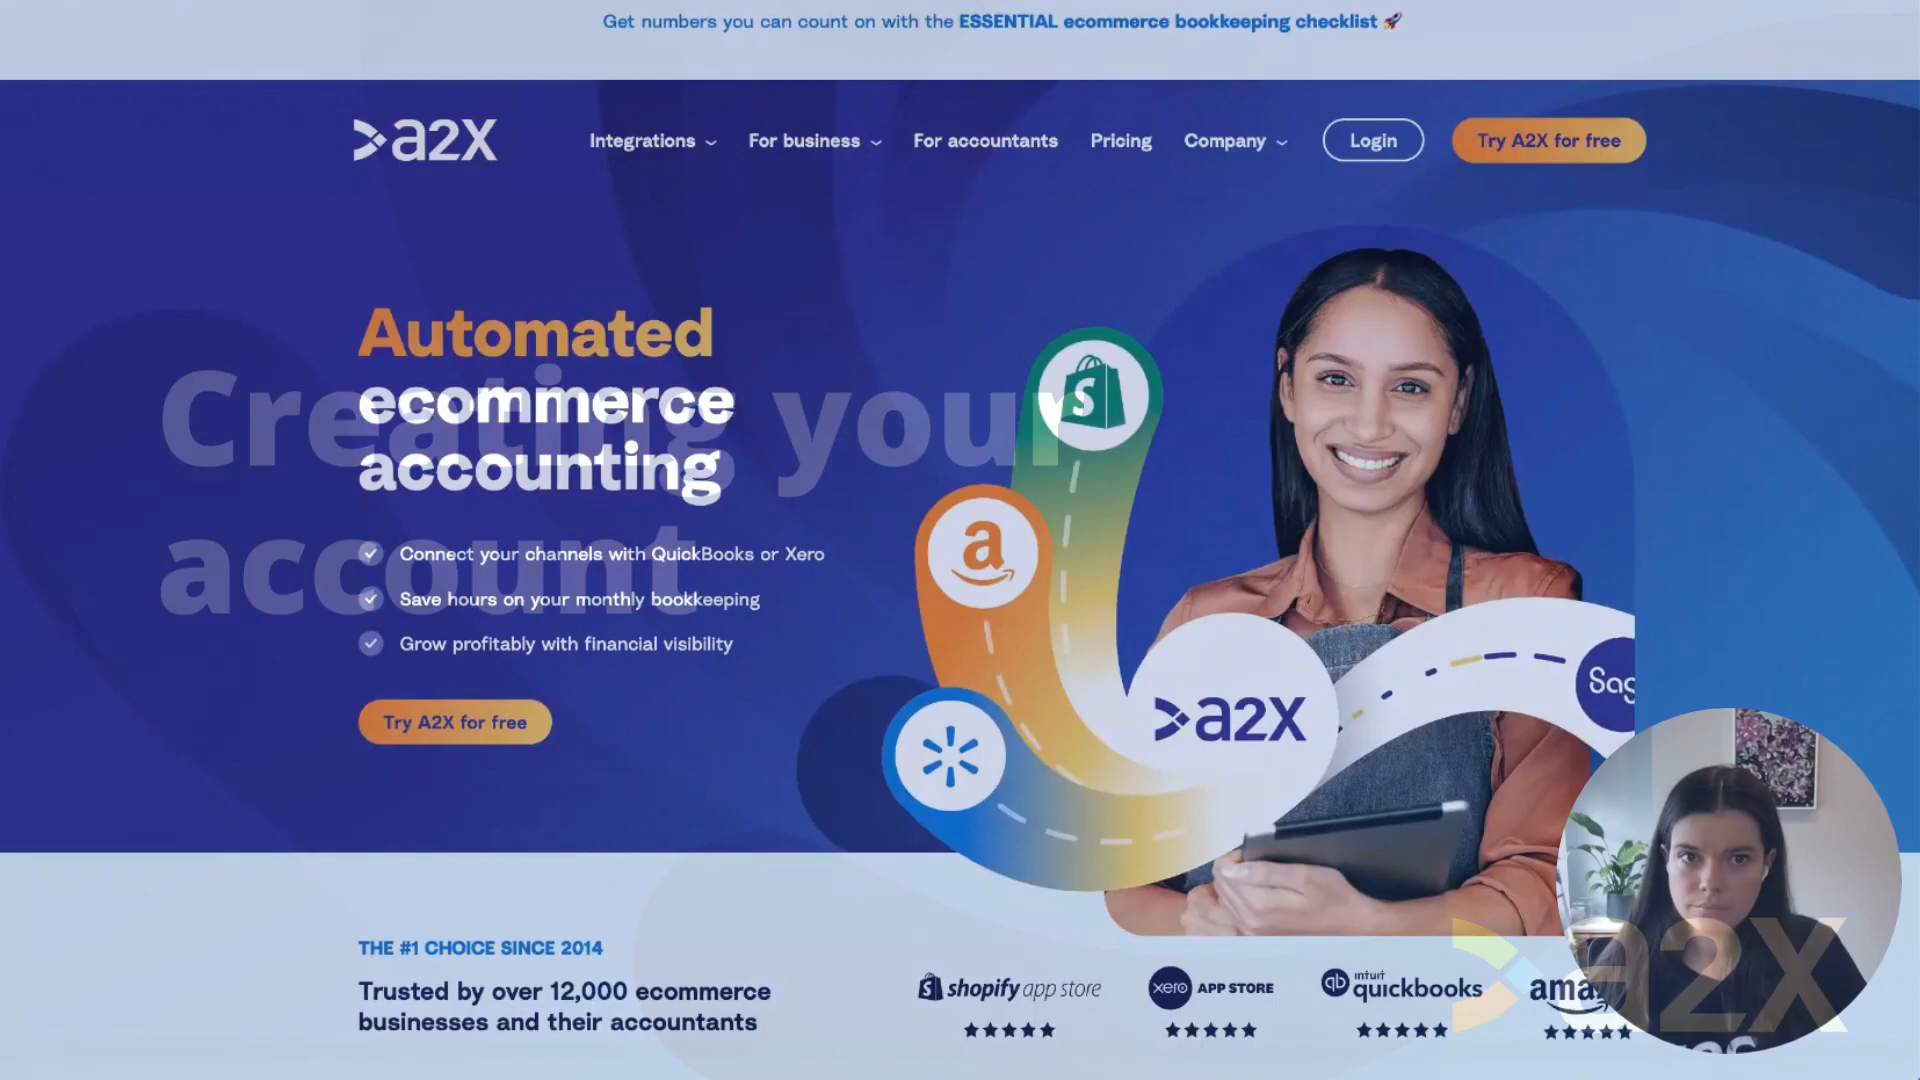 Get numbers you can count on with the ESSENTIAL ecommerce bookkeeping checklist 🚀
a2x
Integrations For business For accountants Pricing Company Login Try A2X for free
Automated
ecommerce
accounting
Creating your
account
Connect your channels with QuickBooks or Xero
Save hours on your monthly bookkeeping
Grow profitably with financial visibility
Try A2X for free
S
a
a2x
Sag
THE #1 CHOICE SINCE 2014
Trusted by over 12,000 ecommerce
businesses and their accountants
shopify app store
xero APP STORE
qb intuit quickbooks
ama
a2x